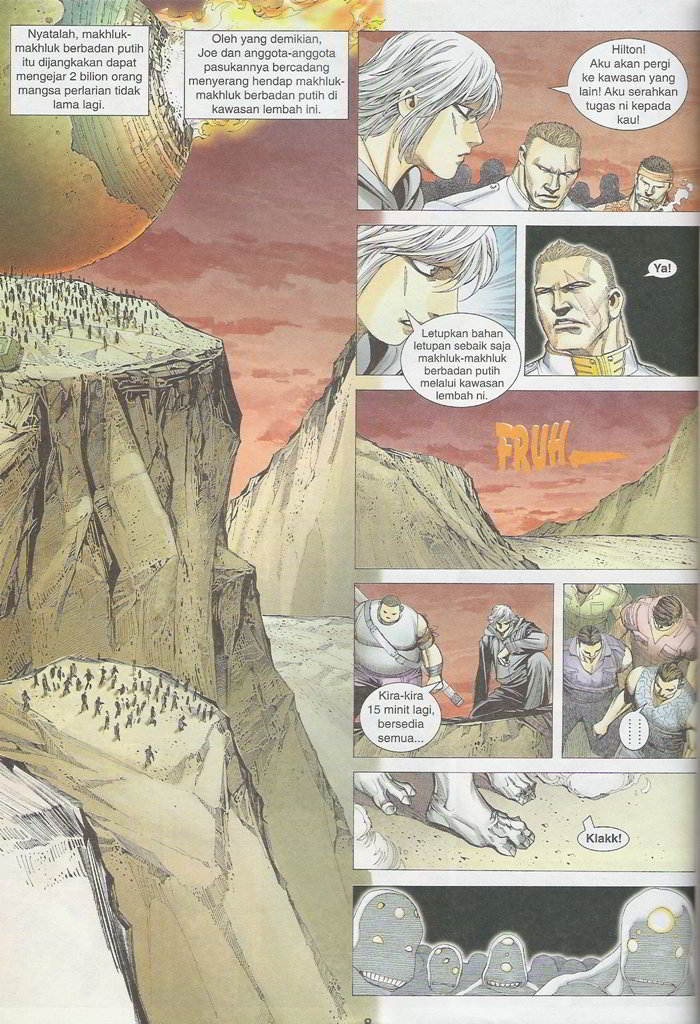 Nyatalah, makhluk-
makhluk berbadan putih
itu dijangkakan dapat
mengejar 2 bilion orang
mangsa perlarian tidak
lama lagi.
Oleh yang demikian,
Joe dan anggota-anggota
pasukannya bercadang
menyerang hendap makhluk-
makhluk berbadan putih di
kawasan lembah ini.
Hilton!
Aku akan pergi
ke kawasan yang
lain! Aku serahkan
tugas ni kepada
kau!
Ya!
Letupkan bahan
letupan sebaik saja
makhluk-makhluk
berbadan putih
melalui kawasan
lembah ni.
FRUH
Kira-kira
15 minit lagi,
bersedia
semua...
Klakk!